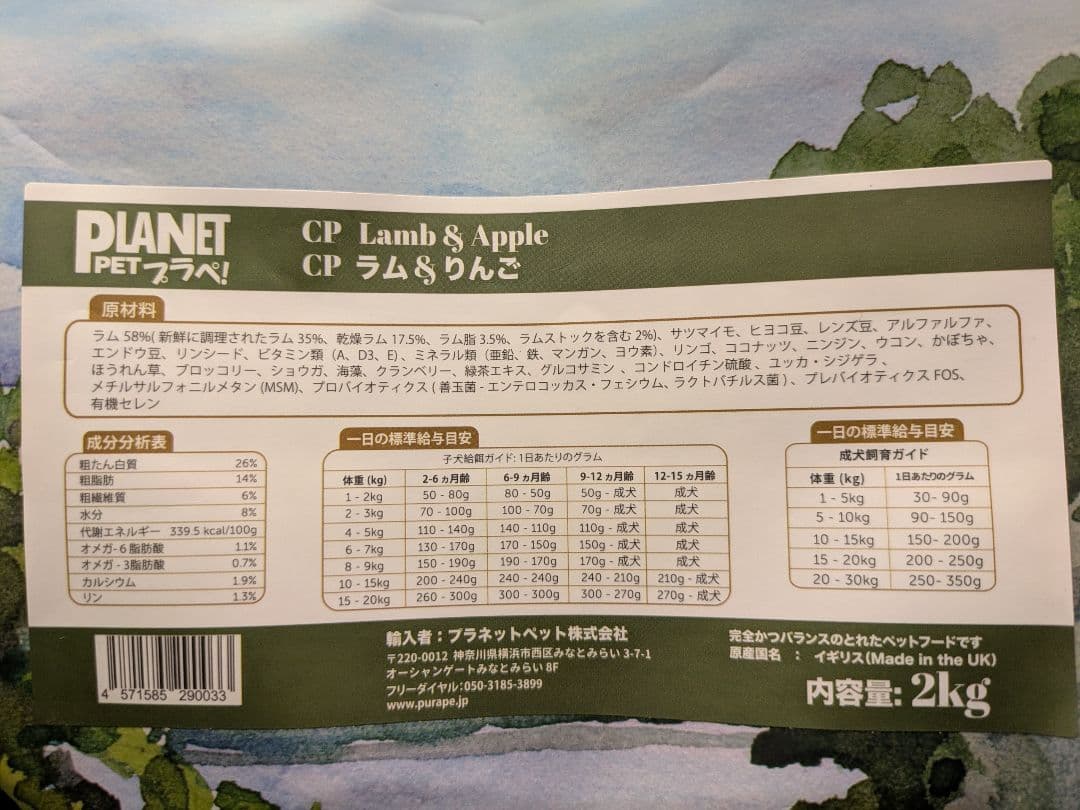 PLANET
PET プラペ!
CP Lamb & Apple
CP ラム&りんご
原材料
ラム 58%( 新鮮に調理されたラム 35%、乾燥ラム 17.5%、ラム脂 3.5%、ラムストックを含む 2%)、サツマイモ、ヒヨコ豆、レンズ豆、アルファルファ、
エンドウ豆、リンシード、ビタミン類 (A、D3、E)、ミネラル類 (亜鉛、鉄、マンガン、ヨウ素)、リンゴ、ココナッツ、ニンジン、ウコン、かぼちゃ、
ほうれん草、ブロッコリー、ショウガ、海藻、クランベリー、緑茶エキス、グルコサミン 、コンドロイチン硫酸 、ユッカ・シジゲラ 、
メチルサルフォニルメタン (MSM)、プロバイオティクス ( 善玉菌 - エンテロコッカス・フェシウム、ラクトバチルス菌 )、プレバイオティクス FOS、
有機セレン
成分分析表
粗たん白質 26%
粗脂肪 14%
粗繊維質 6%
水分 8%
代謝エネルギー 339.5 kcal/100g
オメガ- 6 脂肪酸 1.1%
オメガ - 3脂肪酸 0.7%
カルシウム 1.9%
リン 1.3%
一日の標準給与目安
子犬給餌ガイド: 1日あたりのグラム
体重 (kg) 2-6 ヵ月齢 6-9 ヵ月齢 9-12 ヵ月齢 12-15 ヵ月齢
1 - 2kg 50 - 80g 80 - 50g 50g - 成犬 成犬
2 - 3kg 70 - 100g 100 - 70g 70g - 成犬 成犬
4 - 5kg 110 - 140g 140 - 110g 110g - 成犬 成犬
6 - 7kg 130 - 170g 170 - 150g 150g - 成犬 成犬
8 - 9kg 150 - 190g 190 - 170g 170g - 成犬 成犬
10 - 15kg 200 - 240g 240 - 240g 240 - 210g 210g - 成犬
15 - 20kg 260 - 300g 300 - 300g 300 - 270g 270g - 成犬
一日の標準給与目安
成犬飼育ガイド
体重 (kg) 1日あたりのグラム
1 - 5kg 30- 90g
5 - 10kg 90- 150g
10 - 15kg 150- 200g
15 - 20kg 200 - 250g
20 - 30kg 250- 350g
4 571585 290033
輸入者:プラネットペット株式会社
〒220-0012 神奈川県横浜市西区みなとみらい 3-7-1
オーシャンゲートみなとみらい 8F
フリーダイヤル:050-3185-3899
www.purape.jp
完全かつバランスのとれたペットフードです
原産国名 : イギリス(Made in the UK)
内容量: 2kg